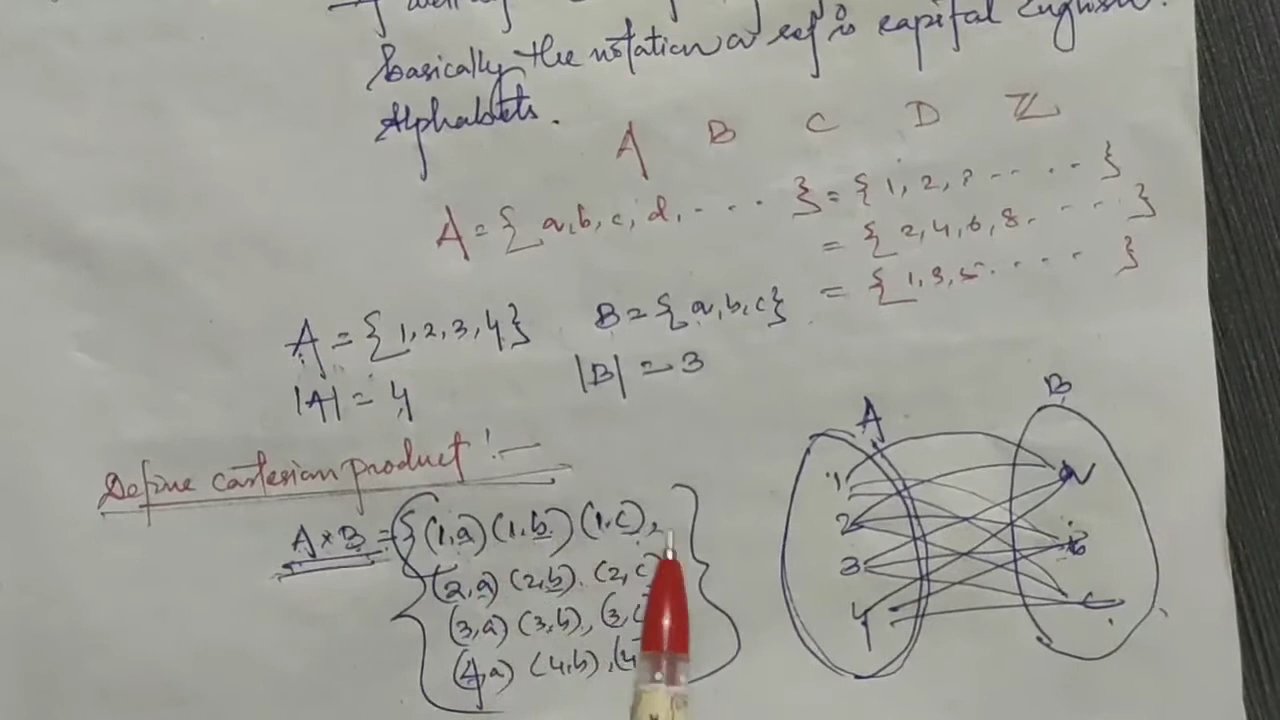 Basically the notation a set is capital English
Alphabets.
A B C D Z
A = { a, b, c, d, . . . . } = { 1, 2, 3 - - . . . }
= { 2, 4, 6, 8. . . . . }
= { 1, 3, 5 . . . . }
A = { 1, 2, 3, 4 } B = { a, b, c }
|A| = 4 |B| = 3
Define cartesian product :-
A × B = { (1, a) (1, b) (1, c),
(2, a) (2, b). (2, c
(3, a) (3, b), (3, c
(4, a) (4, b), (4
}
A B
1 a
2 b
3 c
4